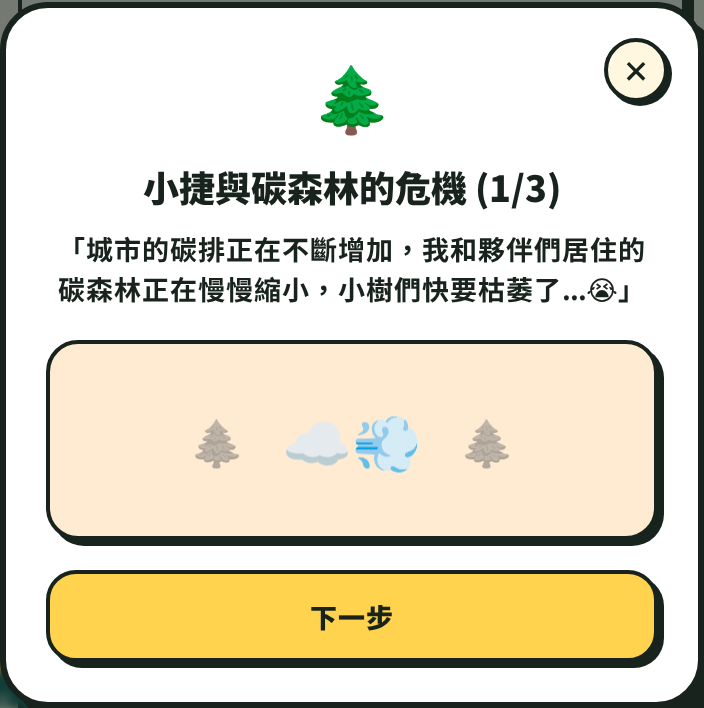 小捷與碳森林的危機 (1/3)
「城市的碳排正在不斷增加，我和夥伴們居住的
碳森林正在慢慢縮小，小樹們快要枯萎了...😭」
下一步